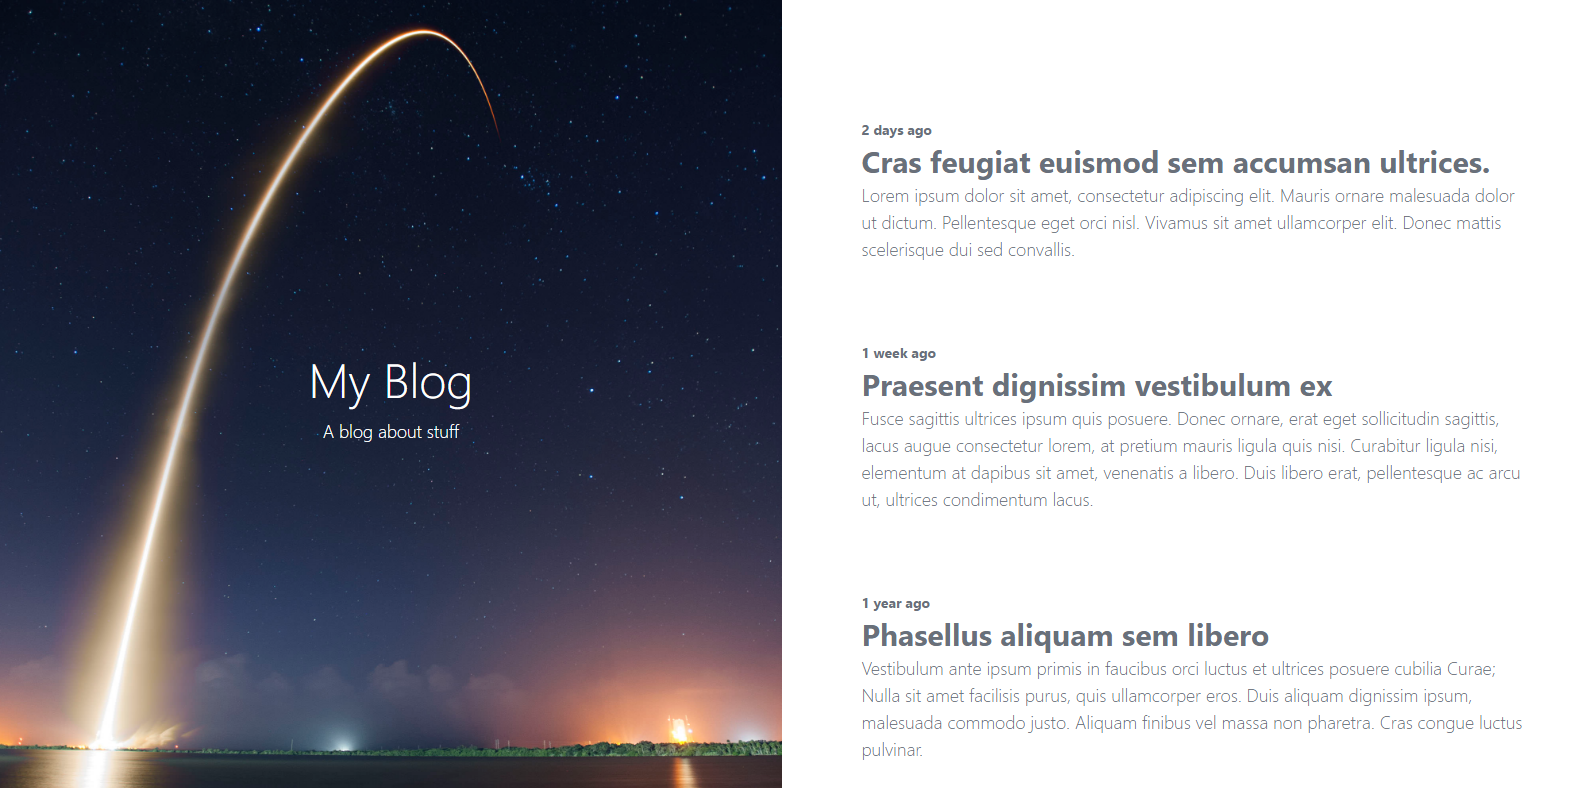 My Blog
A blog about stuff
2 days ago
Cras feugiat euismod sem accumsan ultrices.
Lorem ipsum dolor sit amet, consectetur adipiscing elit. Mauris ornare malesuada dolor
ut dictum. Pellentesque eget orci nisl. Vivamus sit amet ullamcorper elit. Donec mattis
scelerisque dui sed convallis.
1 week ago
Praesent dignissim vestibulum ex
Fusce sagittis ultrices ipsum quis posuere. Donec ornare, erat eget sollicitudin sagittis,
lacus augue consectetur lorem, at pretium mauris ligula quis nisi. Curabitur ligula nisi,
elementum at dapibus sit amet, venenatis a libero. Duis libero erat, pellentesque ac arcu
ut, ultrices condimentum lacus.
1 year ago
Phasellus aliquam sem libero
Vestibulum ante ipsum primis in faucibus orci luctus et ultrices posuere cubilia Curae;
Nulla sit amet facilisis purus, quis ullamcorper eros. Duis aliquam dignissim ipsum,
malesuada commodo justo. Aliquam finibus vel massa non pharetra. Cras congue luctus
pulvinar.